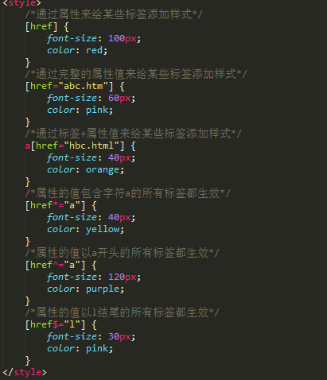 <style>
/*通过属性来给某些标签添加样式*/
[href] {
font-size: 100px;
color: red;
}
/*通过完整的属性值来给某些标签添加样式*/
[href="abc.htm"] {
font-size: 60px;
color: pink;
}
/*通过标签+属性值来给某些标签添加样式*/
a[href="hbc.html"] {
font-size: 40px;
color: orange;
}
/*属性的值包含字符a的所有标签都生效*/
[href*="a"] {
font-size: 40px;
color: yellow;
}
/*属性的值以a开头的所有标签都生效*/
[href^="a"] {
font-size: 120px;
color: purple;
}
/*属性的值以l结尾的所有标签都生效*/
[href$="l"] {
font-size: 30px;
color: pink;
}
</style>